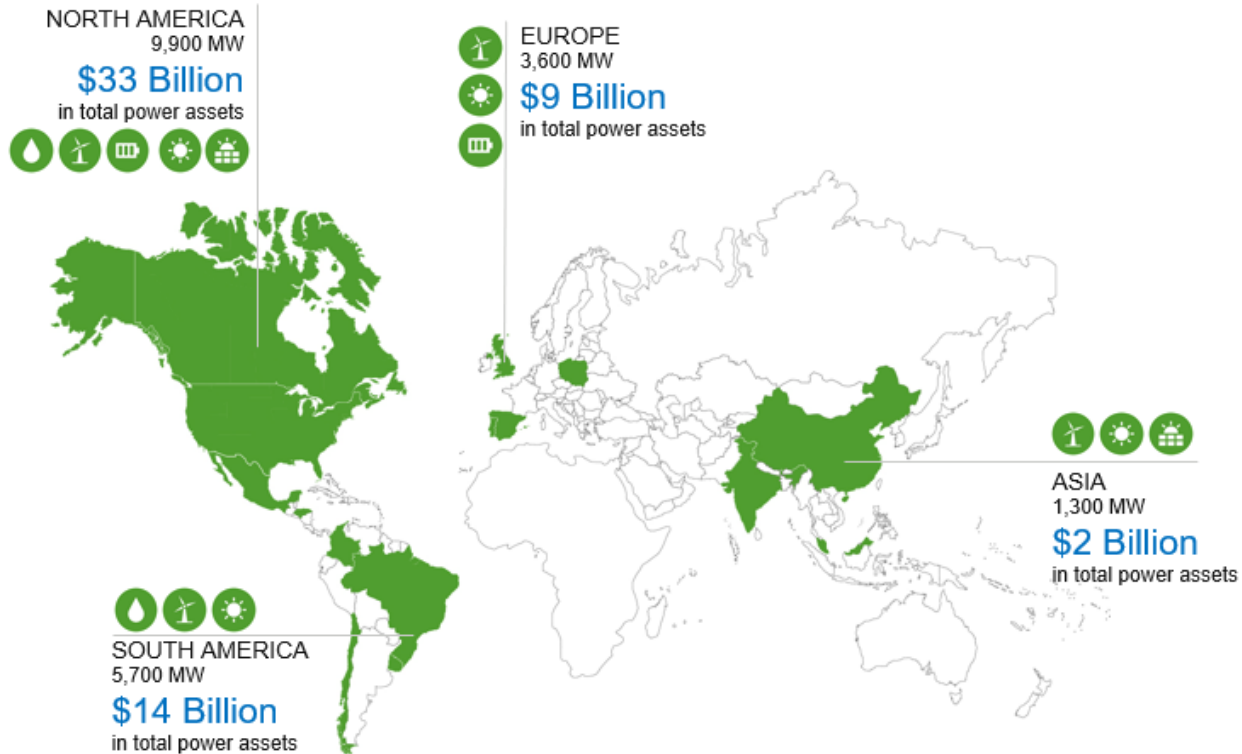 NORTH AMERICA
9,900 MW
$33 Billion
in total power assets
EUROPE
3,600 MW
$9 Billion
in total power assets
ASIA
1,300 MW
$2 Billion
in total power assets
SOUTH AMERICA
5,700 MW
$14 Billion
in total power assets